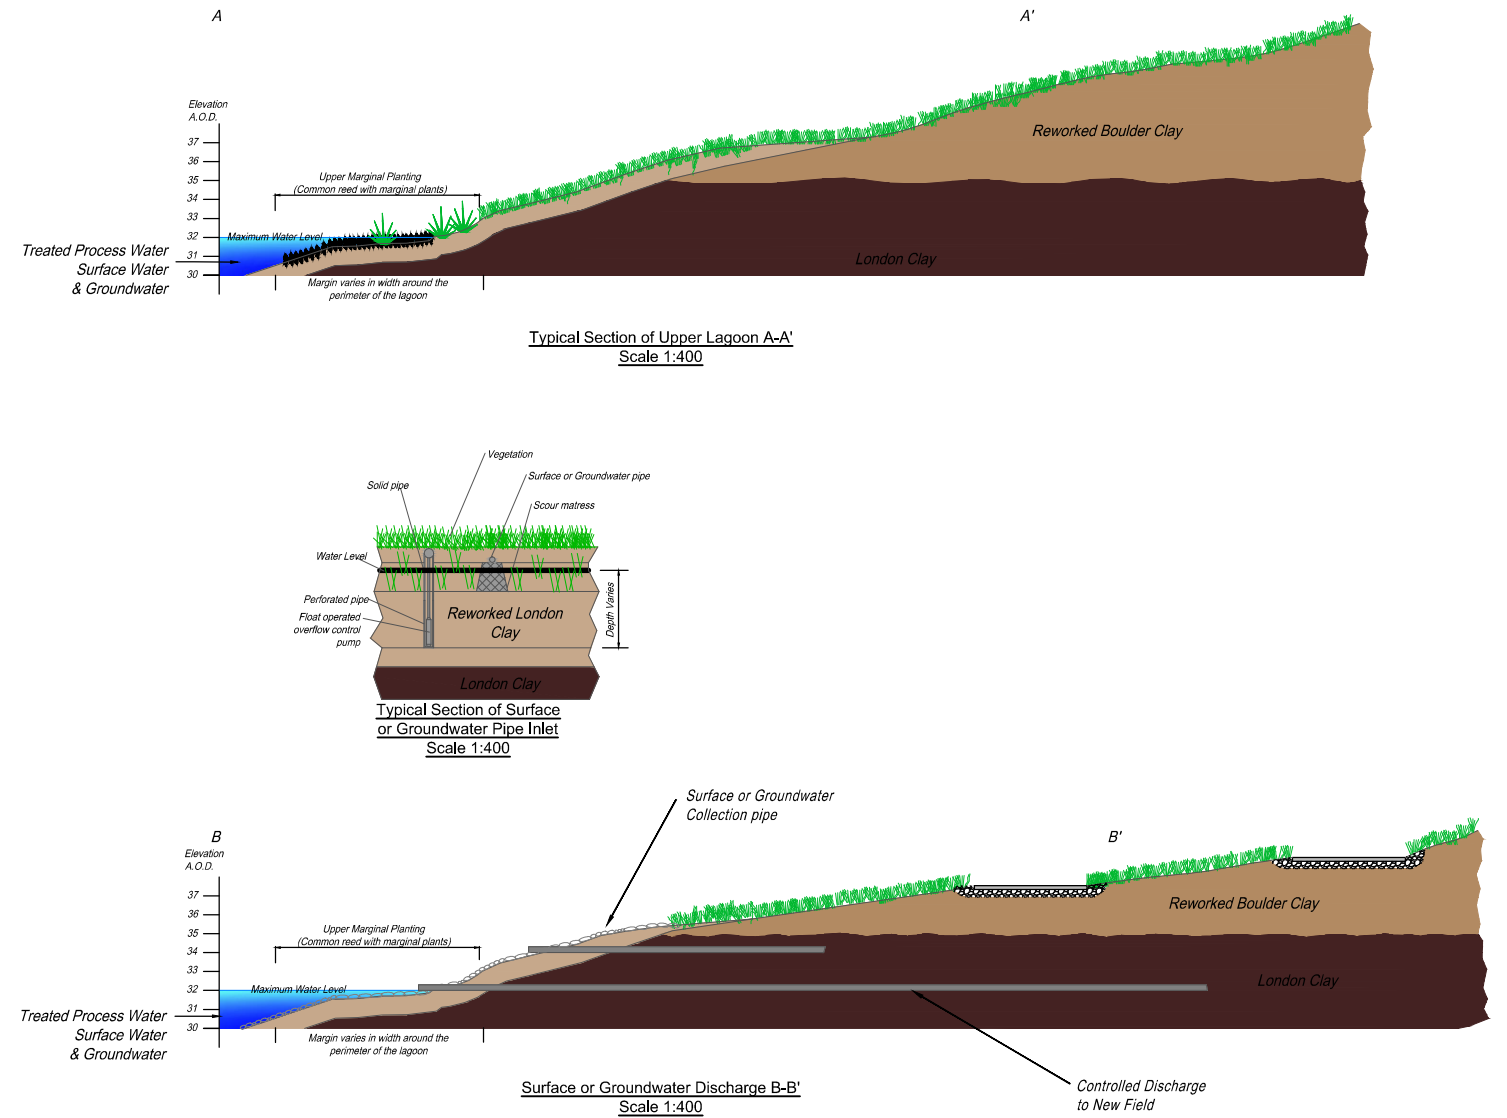 A
A'
Elevation
A.O.D.
37
36
35
34
33
32
31
30
Upper Marginal Planting
(Common reed with marginal plants)
Maximum Water Level
Treated Process Water
Surface Water
& Groundwater
Margin varies in width around the
perimeter of the lagoon
Reworked Boulder Clay
London Clay
Typical Section of Upper Lagoon A-A'
Scale 1:400
Vegetation
Surface or Groundwater pipe
Solid pipe
Scour matress
Water Level
Perforated pipe
Float operated
overflow control
pump
Reworked London
Clay
Depth Varies
London Clay
Typical Section of Surface
or Groundwater Pipe Inlet
Scale 1:400
Surface or Groundwater
Collection pipe
B
B'
Elevation
A.O.D.
37
36
35
34
33
32
31
30
Upper Marginal Planting
(Common reed with marginal plants)
Maximum Water Level
Treated Process Water
Surface Water
& Groundwater
Margin varies in width around the
perimeter of the lagoon
Reworked Boulder Clay
London Clay
Controlled Discharge
to New Field
Surface or Groundwater Discharge B-B'
Scale 1:400